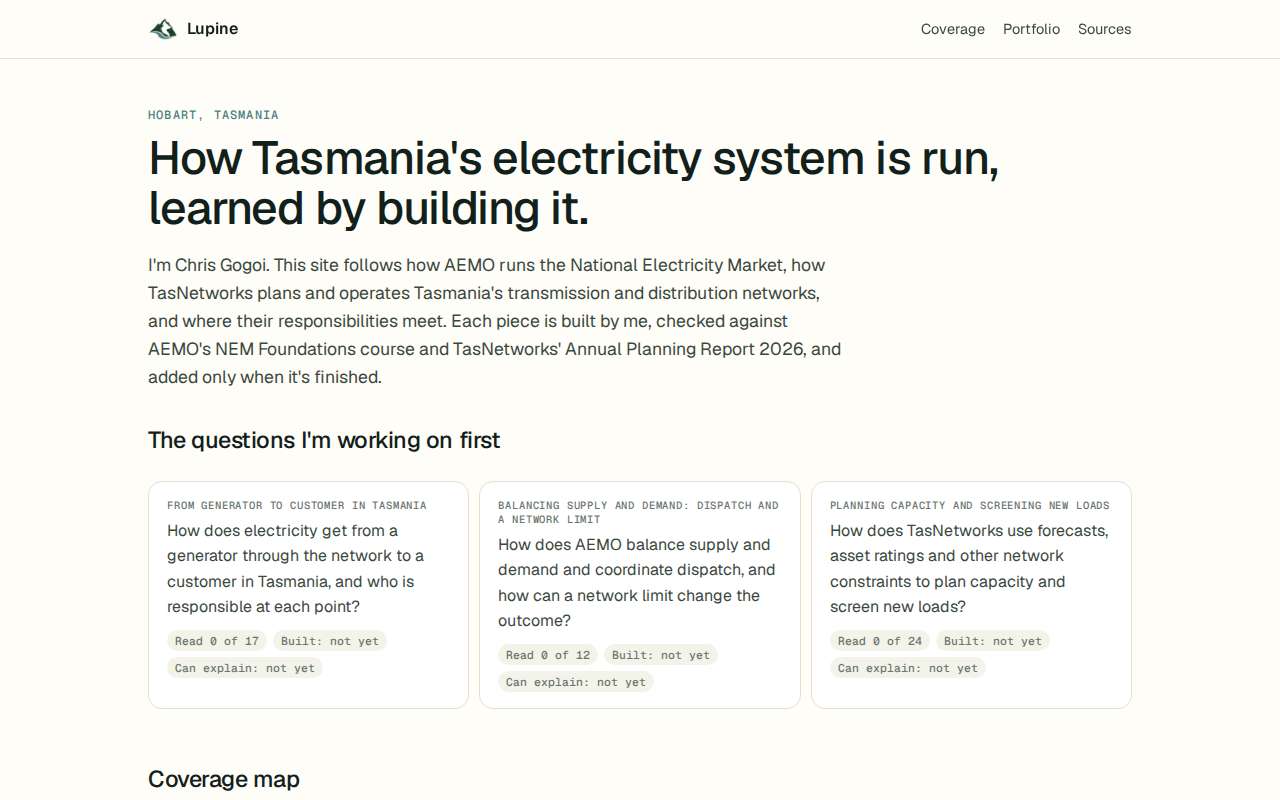 Lupine
Coverage Portfolio Sources
HOBART, TASMANIA
How Tasmania's electricity system is run,
learned by building it.
I'm Chris Gogoi. This site follows how AEMO runs the National Electricity Market, how
TasNetworks plans and operates Tasmania's transmission and distribution networks,
and where their responsibilities meet. Each piece is built by me, checked against
AEMO's NEM Foundations course and TasNetworks' Annual Planning Report 2026, and
added only when it's finished.
The questions I'm working on first
FROM GENERATOR TO CUSTOMER IN TASMANIA
How does electricity get from a
generator through the network to a
customer in Tasmania, and who is
responsible at each point?
Read 0 of 17 Built: not yet
Can explain: not yet
BALANCING SUPPLY AND DEMAND: DISPATCH AND
A NETWORK LIMIT
How does AEMO balance supply and
demand and coordinate dispatch, and
how can a network limit change the
outcome?
Read 0 of 12 Built: not yet
Can explain: not yet
PLANNING CAPACITY AND SCREENING NEW LOADS
How does TasNetworks use forecasts,
asset ratings and other network
constraints to plan capacity and
screen new loads?
Read 0 of 24 Built: not yet
Can explain: not yet
Coverage map